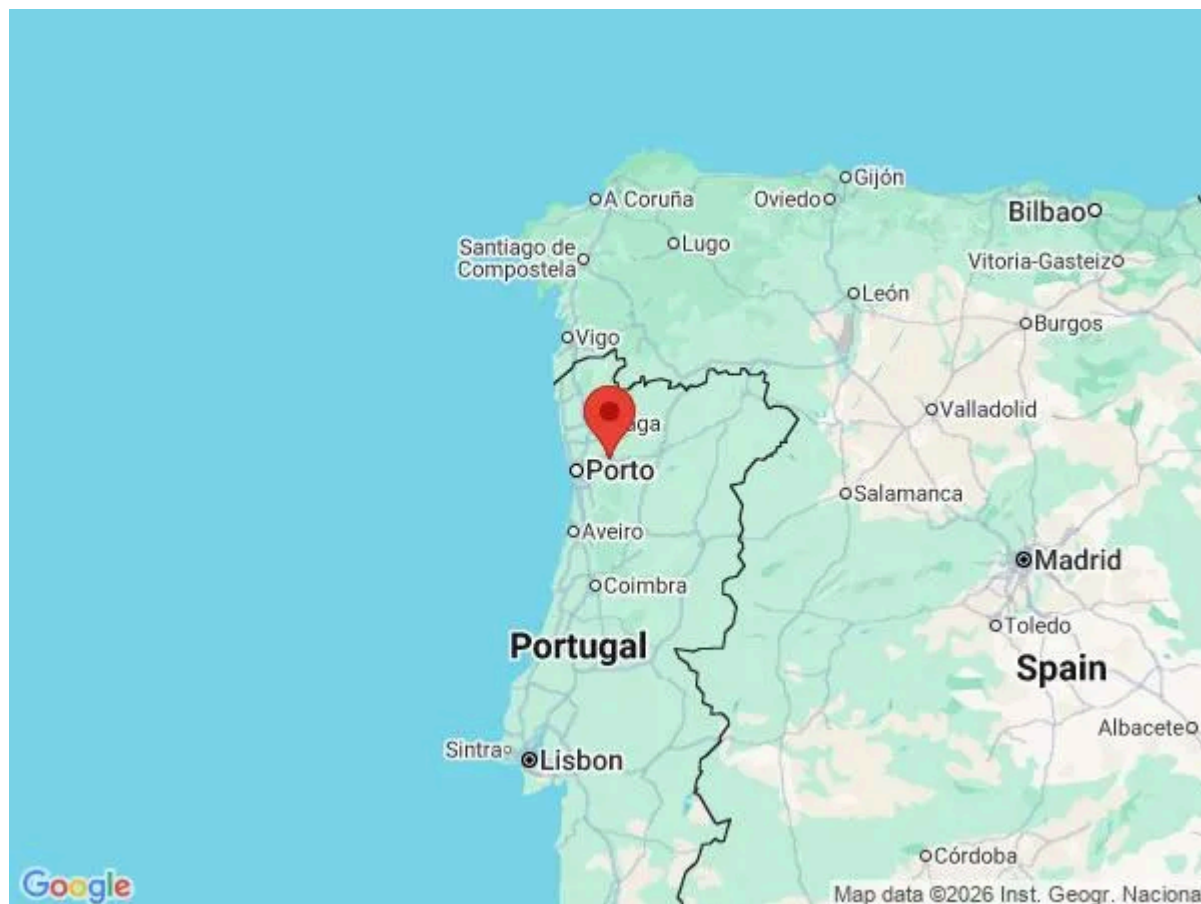 Gijón
A Coruña
Oviedo
Bilbao
Lugo
Santiago de
Compostela
Vitoria-Gasteiz
León
Burgos
Vigo
Valladolid
aga
Porto
Salamanca
Aveiro
Madrid
Coimbra
Toledo
Portugal
Spain
Albacete
Sintra
Lisbon
Córdoba
Google
Map data ©2026 Inst. Geogr. Naciona